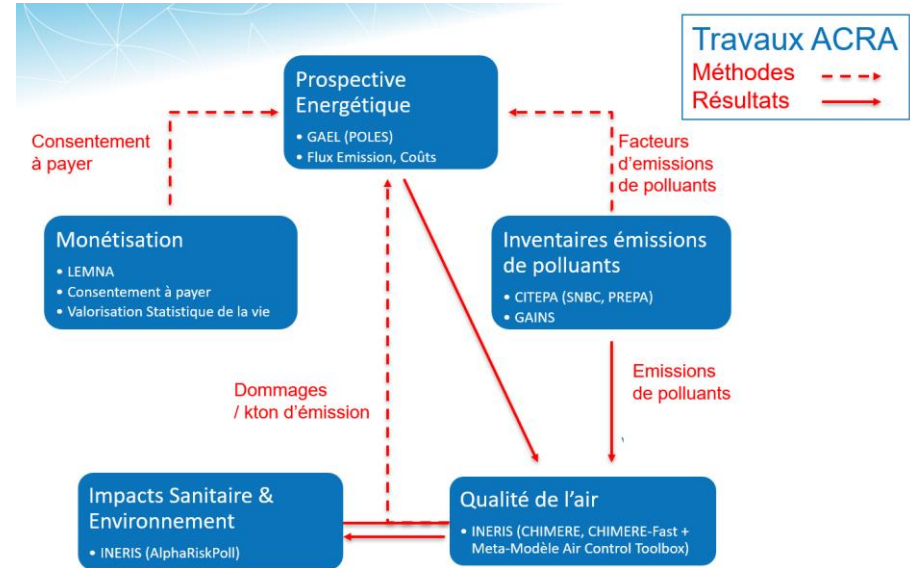 Travaux ACRA
Méthodes
Résultats
Prospective
Energétique
• GAEL (POLES)
• Flux Emission, Coûts
Consentement
à payer
Facteurs
d'emissions
de polluants
Monétisation
• LEMNA
• Consentement à payer
• Valorisation Statistique de la vie
Inventaires émissions
de polluants
• CITEPA (SNBC, PREPA)
• GAINS
Dommages
/ kton d'émission
Emissions
de polluants
Impacts Sanitaire &
Environnement
• INERIS (AlphaRiskPoll)
Qualité de l'air
• INERIS (CHIMERE, CHIMERE-Fast +
Meta-Modèle Air Control Toolbox)